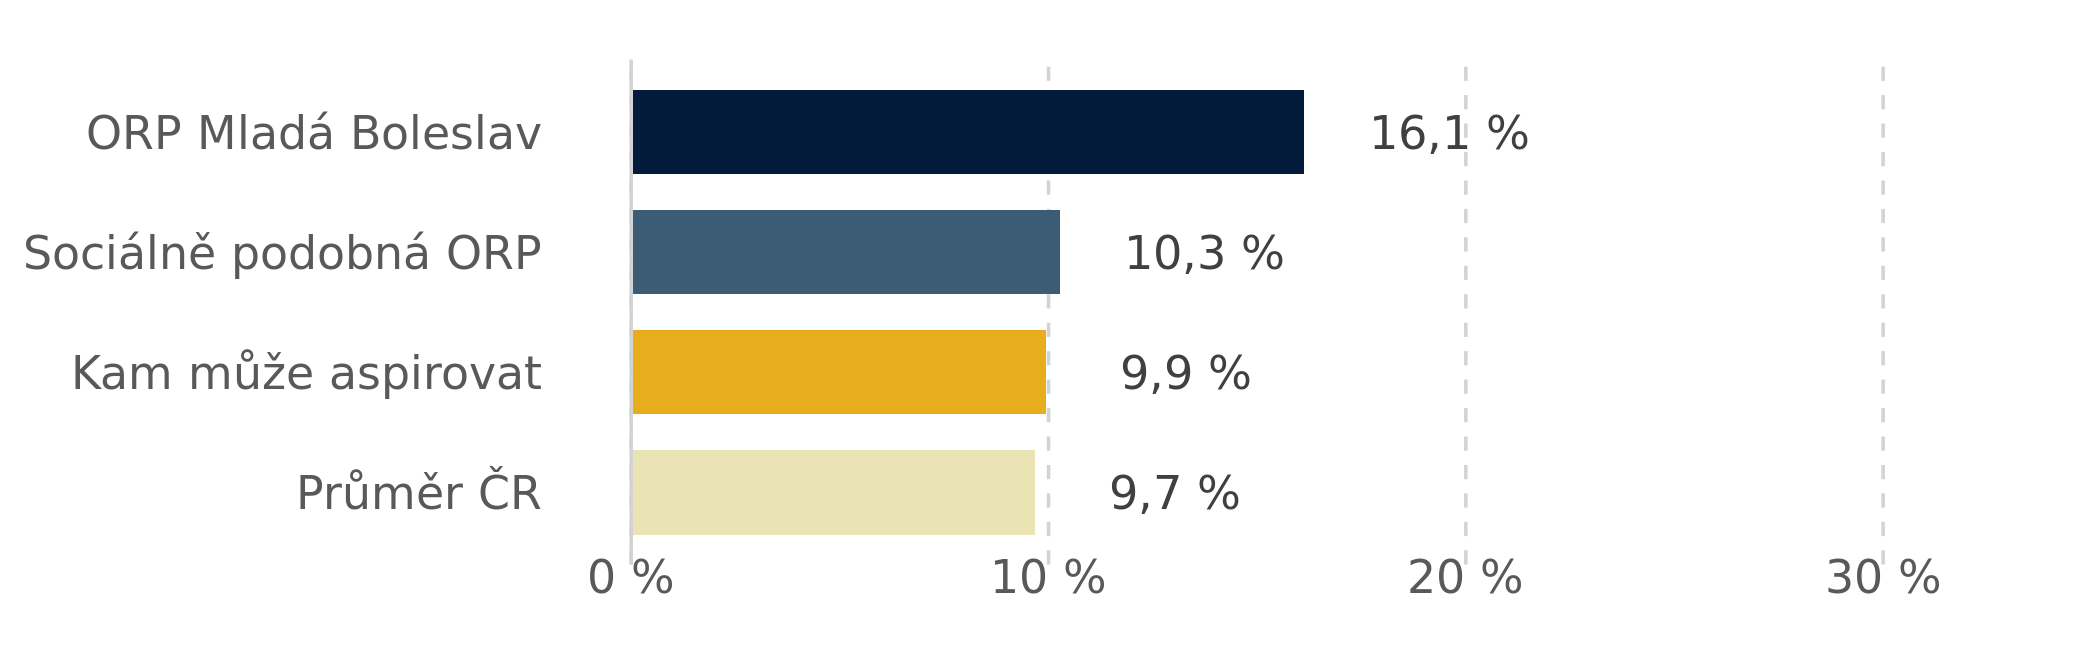 ORP Mladá Boleslav 16,1 %
Sociálně podobná ORP 10,3 %
Kam může aspirovat 9,9 %
Průměr ČR 9,7 %
0 % 10 % 20 % 30 %